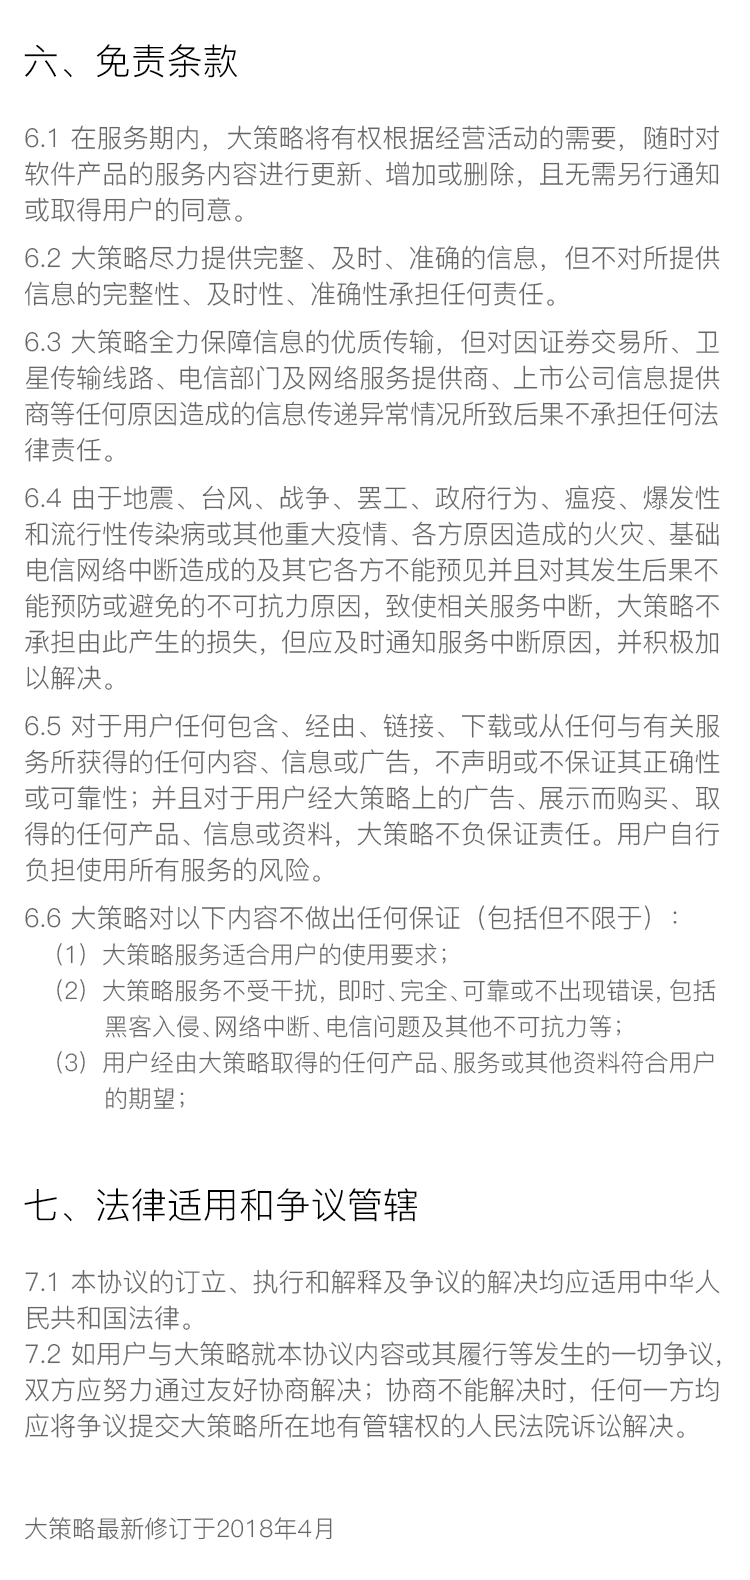 六、免责条款
6.1 在服务期内，大策略将有权根据经营活动的需要，随时对
软件产品的服务内容进行更新、增加或删除，且无需另行通知
或取得用户的同意。
6.2 大策略尽力提供完整、及时、准确的信息，但不对所提供
信息的完整性、及时性、准确性承担任何责任。
6.3 大策略全力保障信息的优质传输，但对因证券交易所、卫
星传输线路、电信部门及网络服务提供商、上市公司信息提供
商等任何原因造成的信息传递异常情况所致后果不承担任何法
律责任。
6.4 由于地震、台风、战争、罢工、政府行为、瘟疫、爆发性
和流行性传染病或其他重大疫情、各方原因造成的火灾、基础
电信网络中断造成的及其它各方不能预见并且对其发生后果不
能预防或避免的不可抗力原因，致使相关服务中断，大策略不
承担由此产生的损失，但应及时通知服务中断原因，并积极加
以解决。
6.5 对于用户任何包含、经由、链接、下载或从任何与有关服
务所获得的任何内容、信息或广告，不声明或不保证其正确性
或可靠性；并且对于用户经大策略上的广告、展示而购买、取
得的任何产品、信息或资料，大策略不负保证责任。用户自行
负担使用所有服务的风险。
6.6 大策略对以下内容不做出任何保证（包括但不限于）：
（1）大策略服务适合用户的使用要求；
（2）大策略服务不受干扰，即时、完全、可靠或不出现错误，包括
黑客入侵、网络中断、电信问题及其他不可抗力等；
（3）用户经由大策略取得的任何产品、服务或其他资料符合用户
的期望；
七、法律适用和争议管辖
7.1 本协议的订立、执行和解释及争议的解决均应适用中华人
民共和国法律。
7.2 如用户与大策略就本协议内容或其履行等发生的一切争议，
双方应努力通过友好协商解决；协商不能解决时，任何一方均
应将争议提交大策略所在地有管辖权的人民法院诉讼解决。
大策略最新修订于2018年4月